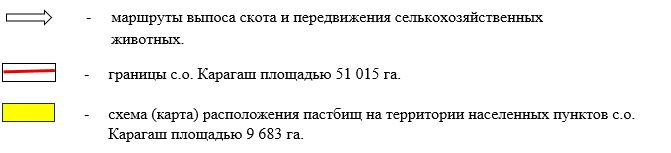 - маршруты выпоса скота и передвижения селькохозяйственных
животных.
- границы с.о. Карагаш площадью 51 015 га.
- схема (карта) расположения пастбищ на территории населенных пунктов с.о.
Карагаш площадью 9 683 га.